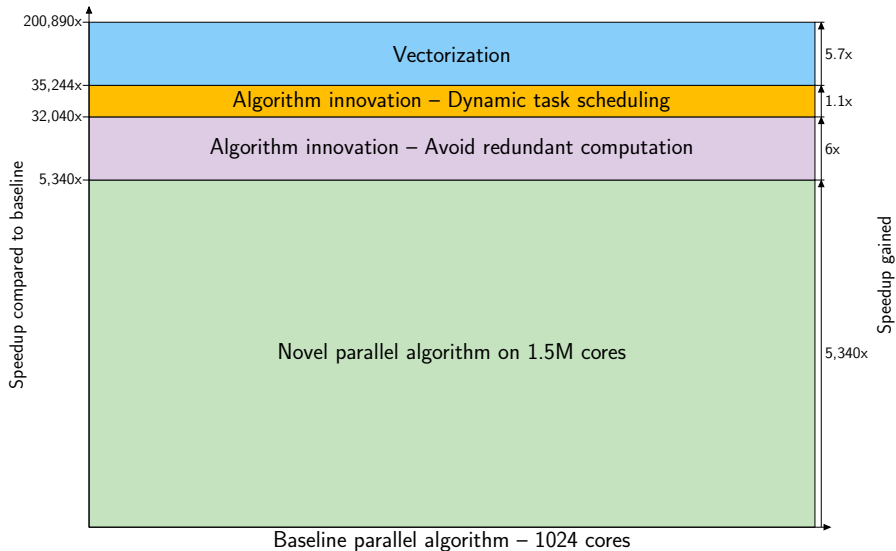 200,890x
Vectorization
5.7x
35,244x
Algorithm innovation – Dynamic task scheduling
1.1x
32,040x
Algorithm innovation – Avoid redundant computation
6x
5,340x
Speedup compared to baseline
Novel parallel algorithm on 1.5M cores
5,340x
Speedup gained
Baseline parallel algorithm – 1024 cores